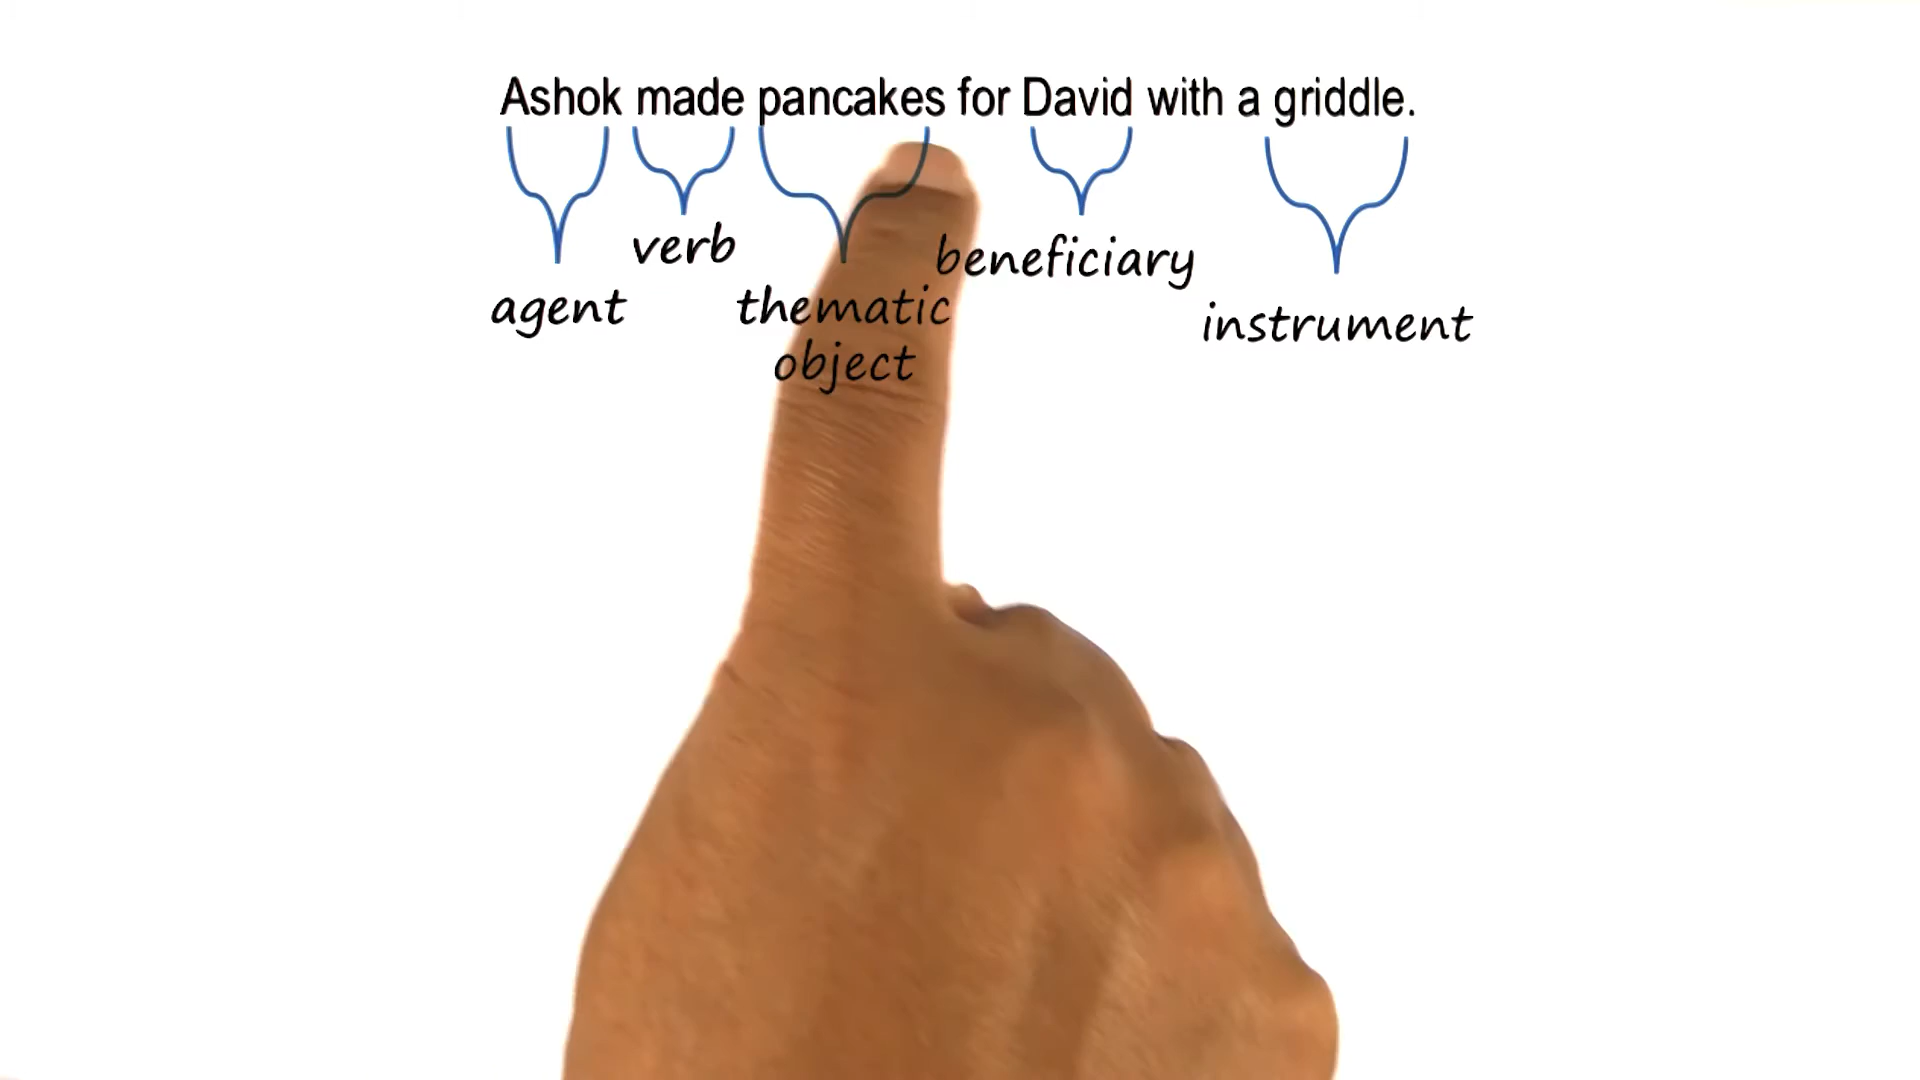 Ashok made pancakes for David with a griddle.
verb
beneficiary
agent
thematic
object
instrument